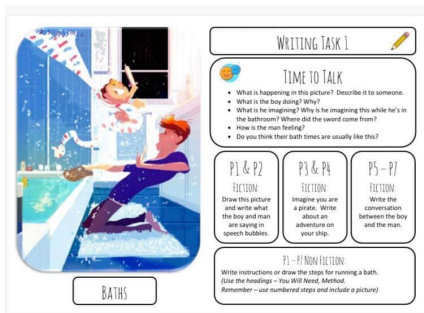 WRITING TASK 1
TIME TO TALK
• What is happening in this picture? Describe it to someone.
• What is the boy doing? Why?
• What is he imagining? Why is he imagining this while he's in
the bathroom? Where did the sword come from?
• How is the man feeling?
• Do you think their bath times are usually like this?
P1 & P2
FICTION
Draw this picture
and write what
the boy and man
are saying in
speech bubbles.
P3 & P4
FICTION:
Imagine you are
a pirate. Write
about an
adventure on
your ship.
P5 – P7
FICTION
Write the
conversation
between the boy
and the man.
P1 – P7 NON FICTION:
Write instructions or draw the steps for running a bath.
(Use the headings – You Will Need, Method.
Remember – use numbered steps and include a picture)
BATHS